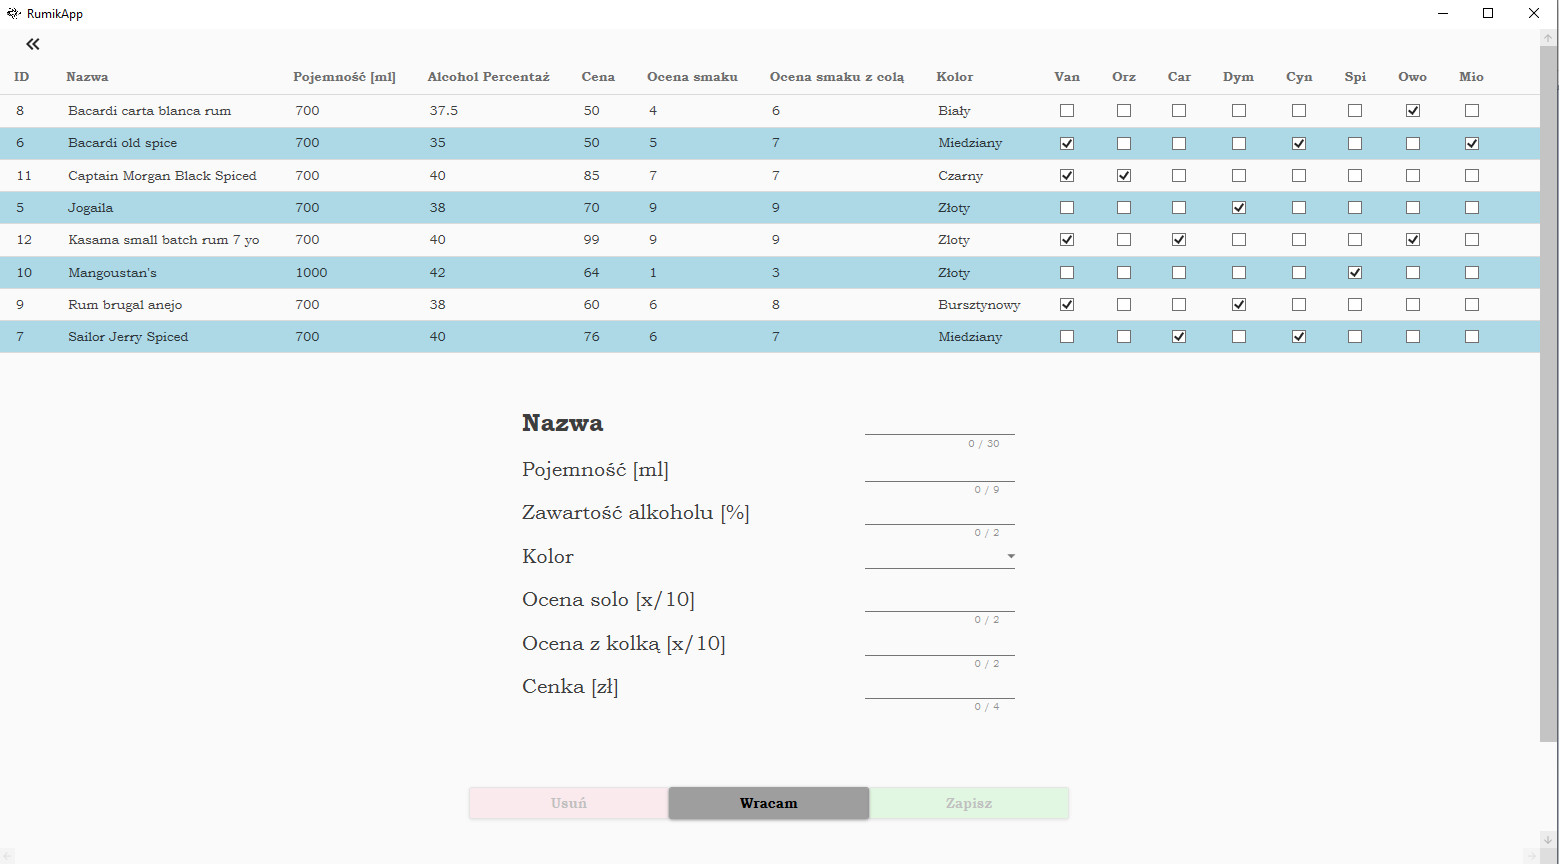 RumikApp
ID Nazwa Pojemność [ml] Alcohol Percentaż Cena Ocena smaku Ocena smaku z colą Kolor Van Orz Car Dym Cyn Spi Owo Mio
8 Bacardi carta blanca rum 700 37.5 50 4 6 Biały
6 Bacardi old spice 700 35 50 5 7 Miedziany
11 Captain Morgan Black Spiced 700 40 85 7 7 Czarny
5 Jogaila 700 38 70 9 9 Złoty
12 Kasama small batch rum 7 yo 700 40 99 9 9 Zloty
10 Mangoustan's 1000 42 64 1 3 Złoty
9 Rum brugal anejo 700 38 60 6 8 Bursztynowy
7 Sailor Jerry Spiced 700 40 76 6 7 Miedziany
Nazwa
0 / 30
Pojemność [ml]
0 / 9
Zawartość alkoholu [%]
0 / 2
Kolor
Ocena solo [x/10]
0 / 2
Ocena z kolką [x/10]
0 / 2
Cenka [zł]
0 / 4
Usuń Wracam Zapisz